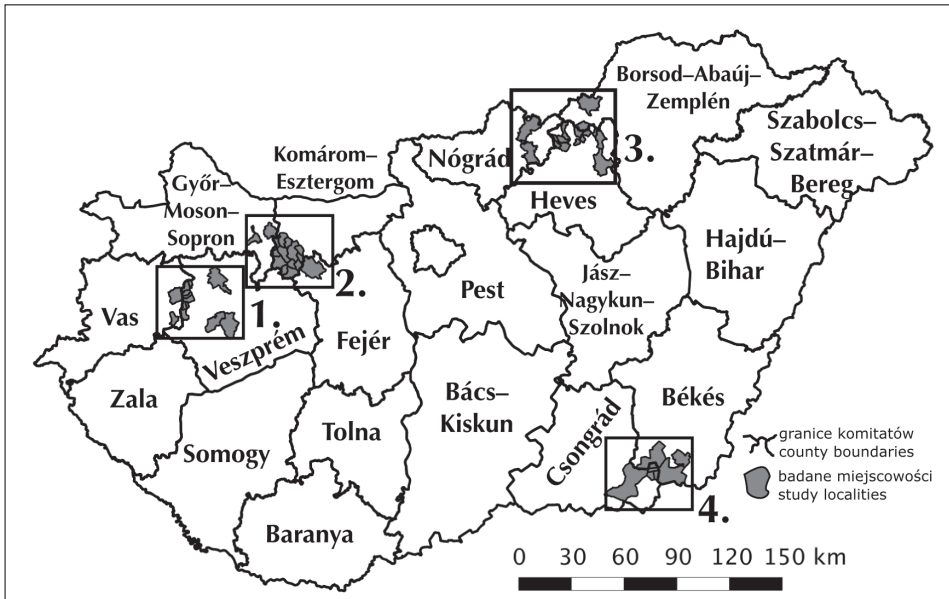 Borsod–Abaúj–
Zemplén
Szabolcs–
Szatmár–
Bereg
Komárom–
Esztergom
Nógrád
3.
Győr–
Moson–
Sopron
Heves
Hajdú–
Bihar
2.
Jász–
Nagykun–
Szolnok
Pest
Vas
1.
Veszprém
Fejér
Zala
Bács–
Kiskun
Békés
Csongrád
Tolna
Somogy
granice komitatów
county boundaries
badane miejscowości
study localities
4.
Baranya
0 30 60 90 120 150 km